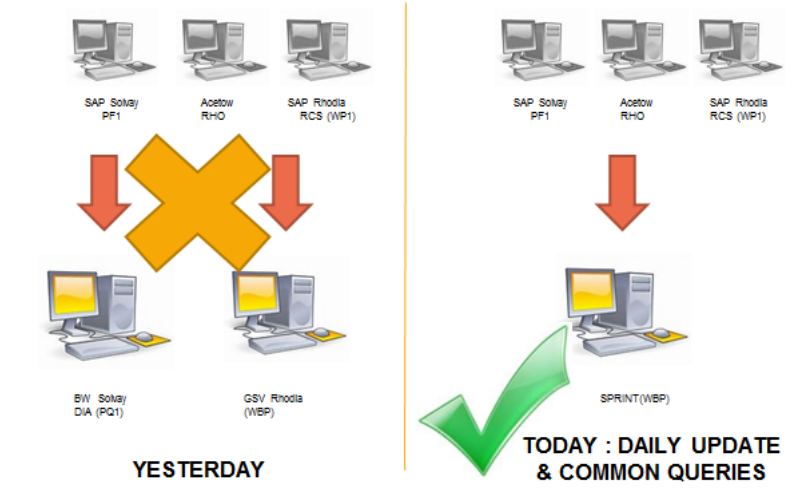 SAP Solvay
PF1
Acetow
RHO
SAP Rhodia
RCS (WP1)
BW Solvay
DIA (PQ1)
GSV Rhodia
(WBP)
YESTERDAY
SAP Solvay
PF1
Acetow
RHO
SAP Rhodia
RCS (WP1)
SPRINT(WBP)
TODAY : DAILY UPDATE
& COMMON QUERIES